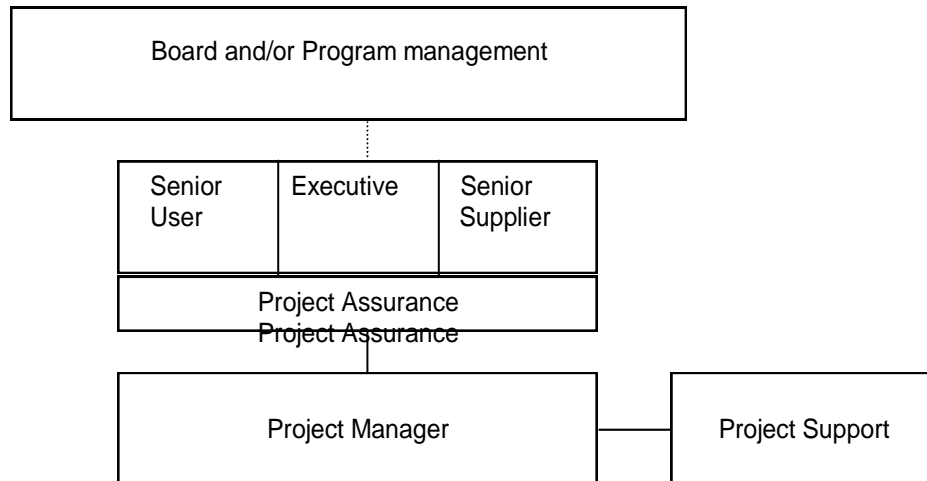 Board and/or Program management
Senior User
Executive
Senior Supplier
Project Assurance
Project Assurance
Project Manager
Project Support